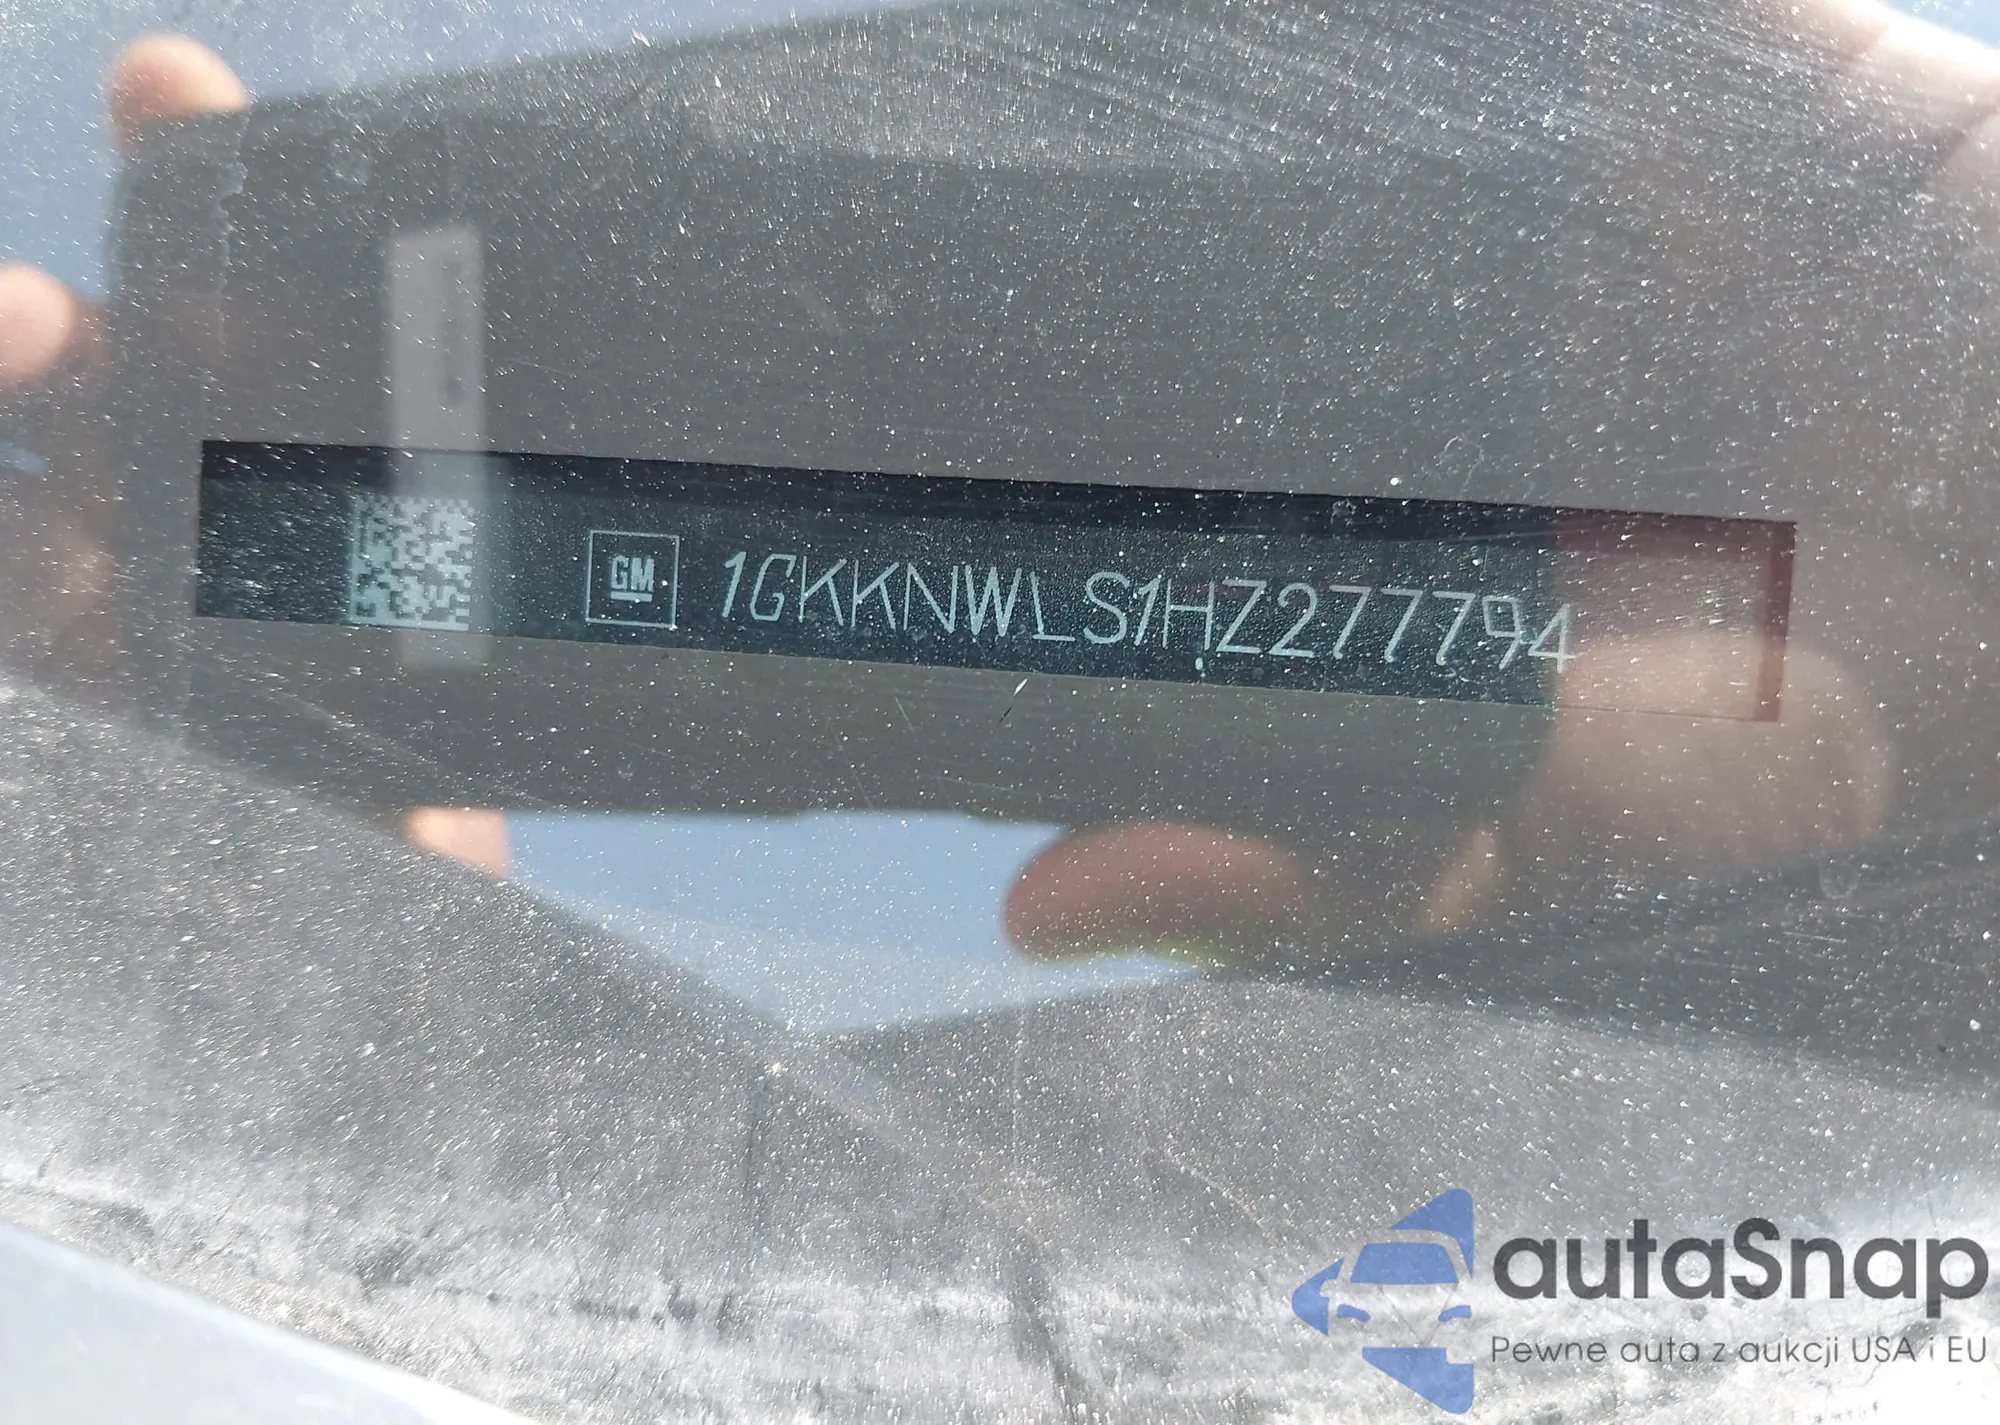 GM 1GKKNWLS1HZ277794
autaSnap
Pewne auta z aukcji USA i EU